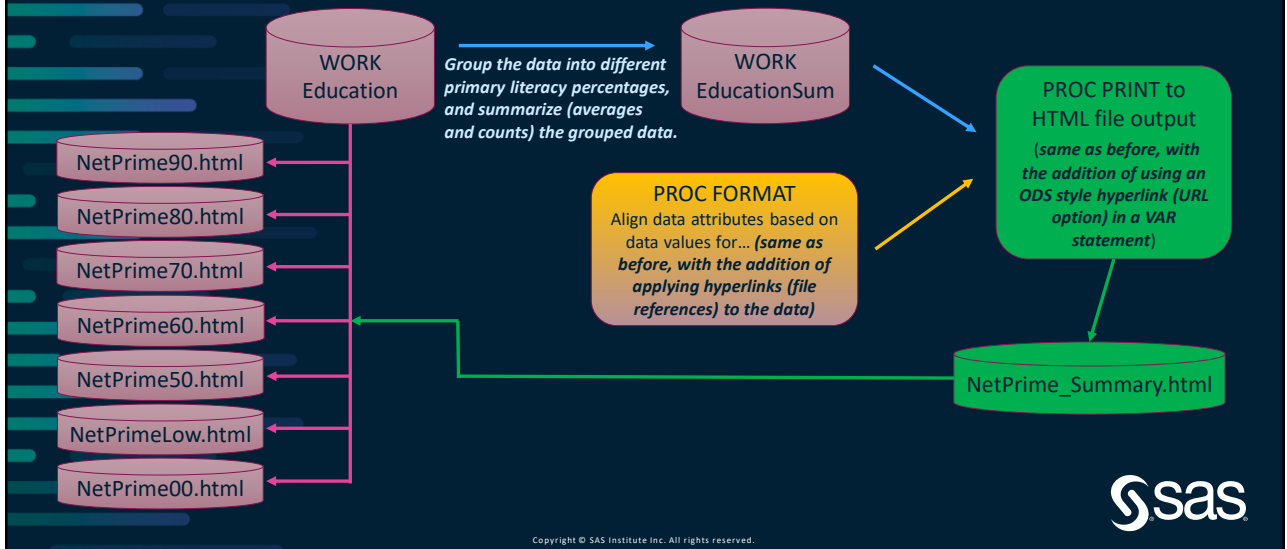 WORK
Education
Group the data into different
primary literacy percentages,
and summarize (averages
and counts) the grouped data.
WORK
EducationSum
PROC PRINT to
HTML file output
(same as before, with
the addition of using an
ODS style hyperlink (URL
option) in a VAR
statement)
NetPrime90.html
NetPrime80.html
NetPrime70.html
NetPrime60.html
NetPrime50.html
NetPrimeLow.html
NetPrime00.html
PROC FORMAT
Align data attributes based on
data values for... (same as
before, with the addition of
applying hyperlinks (file
references) to the data)
NetPrime_Summary.html
sas
Copyright © SAS Institute Inc. All rights reserved.